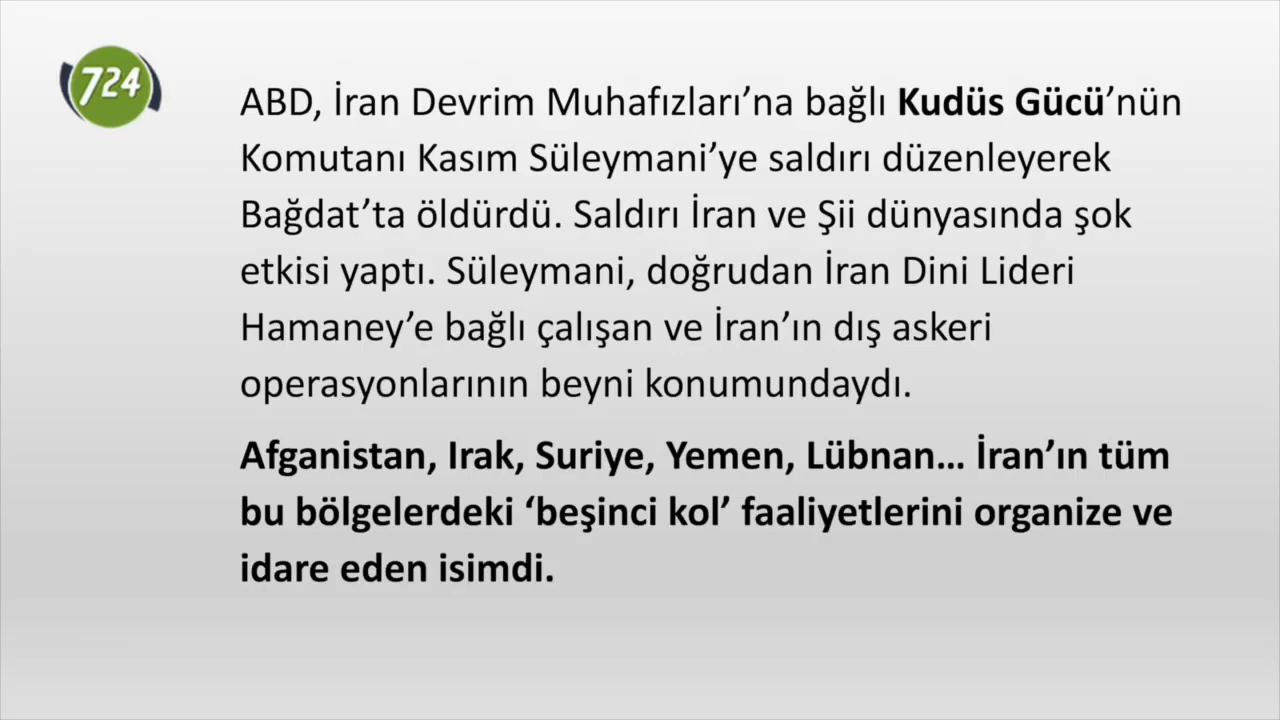 724
ABD, İran Devrim Muhafızları’na bağlı Kudüs Gücü’nün
Komutanı Kasım Süleymani’ye saldırı düzenleyerek
Bağdat’ta öldürdü. Saldırı İran ve Şii dünyasında şok
etkisi yaptı. Süleymani, doğrudan İran Dini Lideri
Hamaney’e bağlı çalışan ve İran’ın dış askeri
operasyonlarının beyni konumundaydı.
Afganistan, Irak, Suriye, Yemen, Lübnan… İran’ın tüm
bu bölgelerdeki ‘beşinci kol’ faaliyetlerini organize ve
idare eden isimdi.